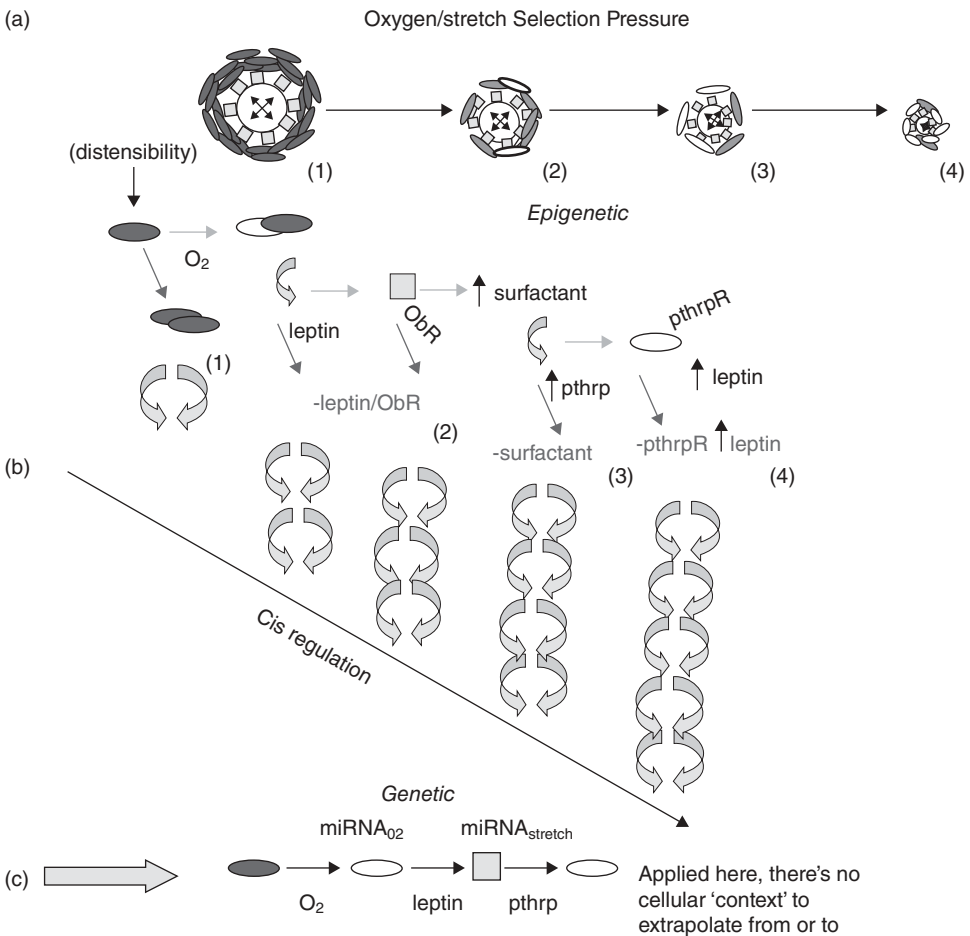 (a)
Oxygen/stretch Selection Pressure
(distensibility)
(1)
(2)
(3)
(4)
Epigenetic
O₂
leptin
ObR
surfactant
pthrpR
(1)
pthrp
leptin
-leptin/ObR
(2)
-surfactant
(3)
-pthrpR
leptin
(4)
(b)
Cis regulation
Genetic
miRNA₀₂
miRNAstretch
(c)
O₂
leptin
pthrp
Applied here, there's no
cellular 'context' to
extrapolate from or to